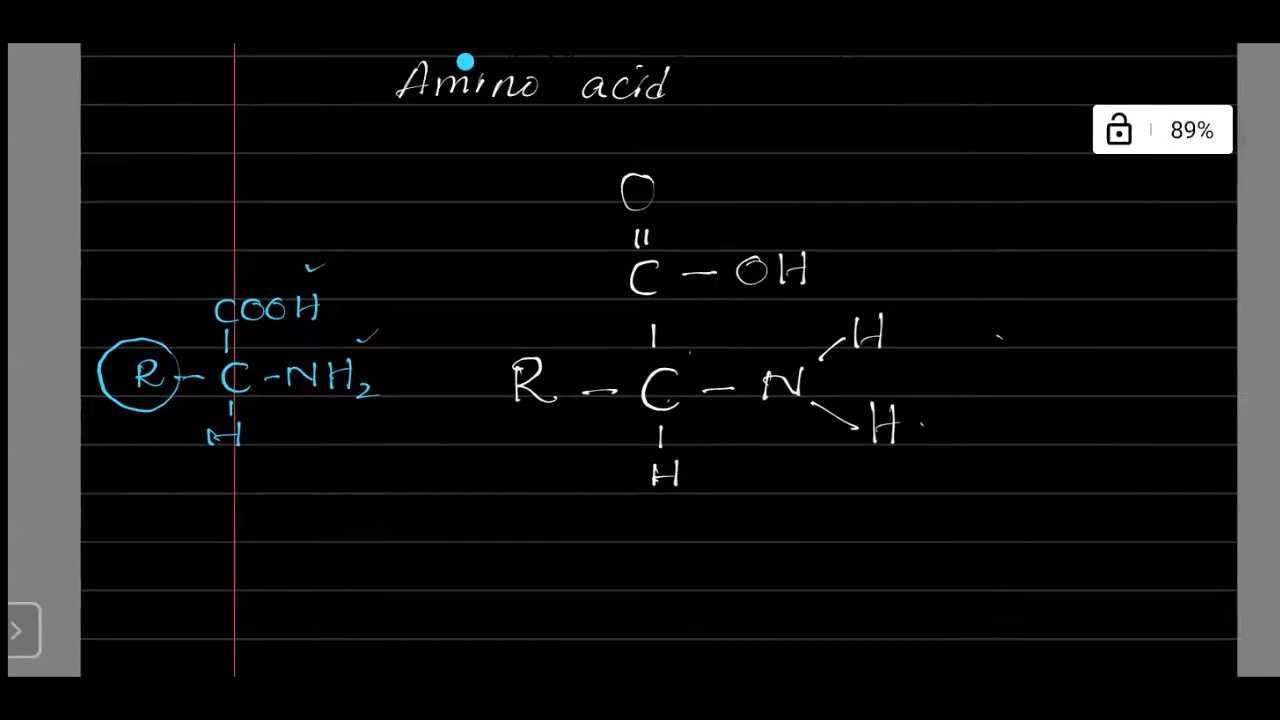 Amino acid
89%
O
||
C - OH
|
R - C - N
H
H
|
H
COOH
|
R - C - NH₂
|
H